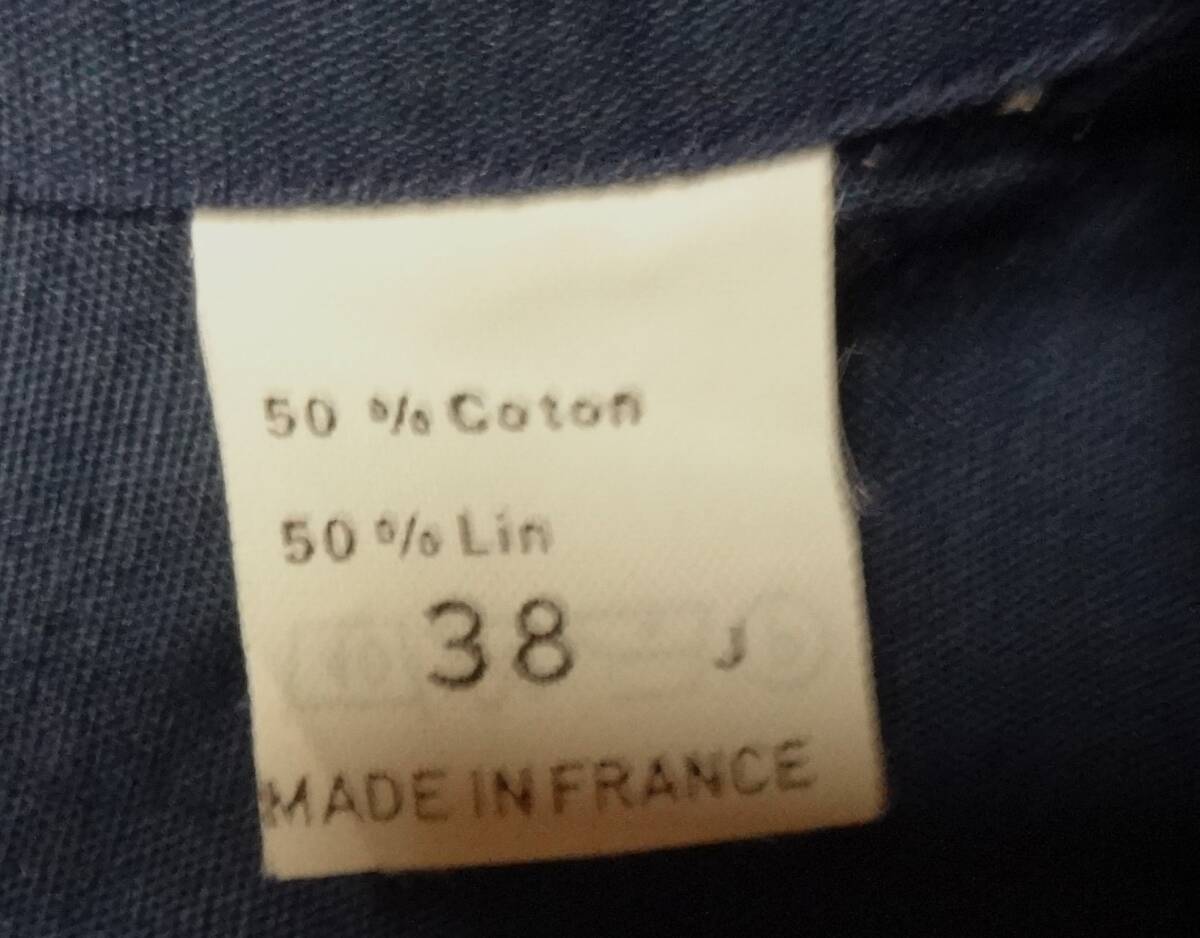 50 % Coton
50 % Lin
38 J
MADE IN FRANCE